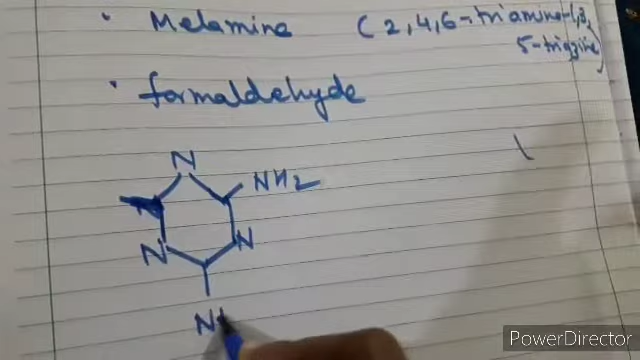 • Melamine (2,4,6-triamino-1,3,
5-triazine)
• formaldehyde
N
NH2
N
N
N
PowerDirector